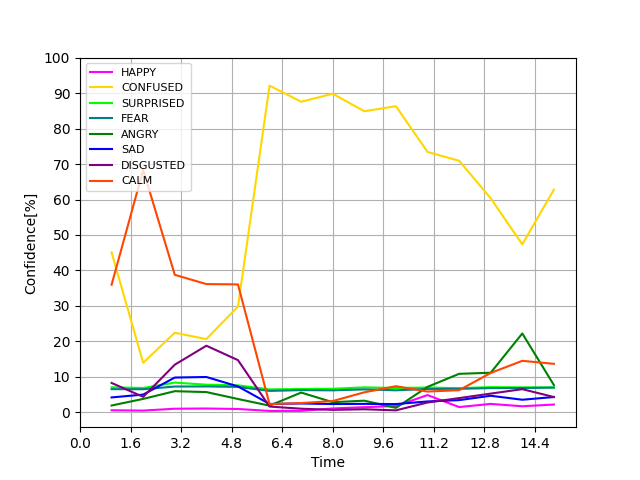 HAPPY
CONFUSED
SURPRISED
FEAR
ANGRY
SAD
DISGUSTED
CALM
100
90
80
70
60
50
40
30
20
10
0
Confidence[%]
0.0 1.6 3.2 4.8 6.4 8.0 9.6 11.2 12.8 14.4
Time